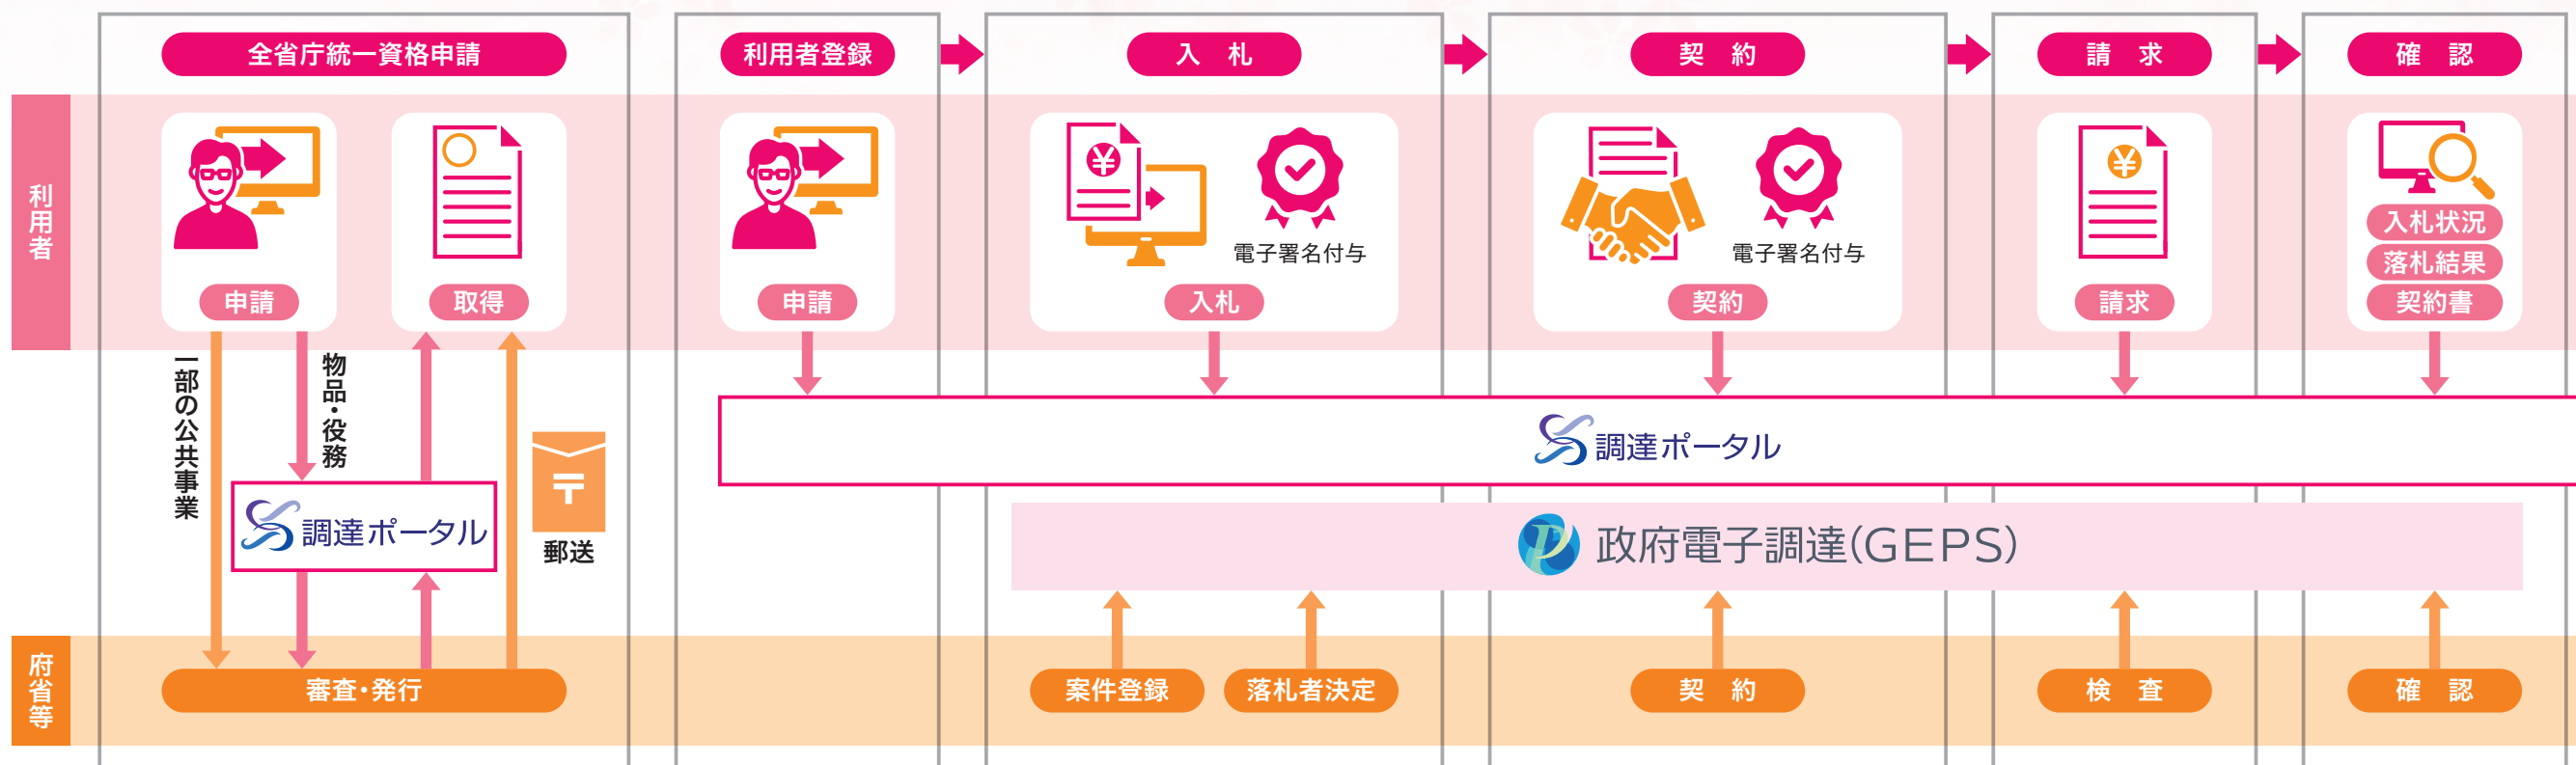 全省庁統一資格申請
利用者登録
入　札
契　約
請　求
確　認
利用者
申請
取得
申請
電子署名付与
入札
電子署名付与
契約
請求
入札状況
落札結果
契約書
一部の公共事業
物品・役務
調達ポータル
〒
郵送
調達ポータル
政府電子調達(GEPS)
府省等
審査・発行
案件登録
落札者決定
契　約
検　査
確　認